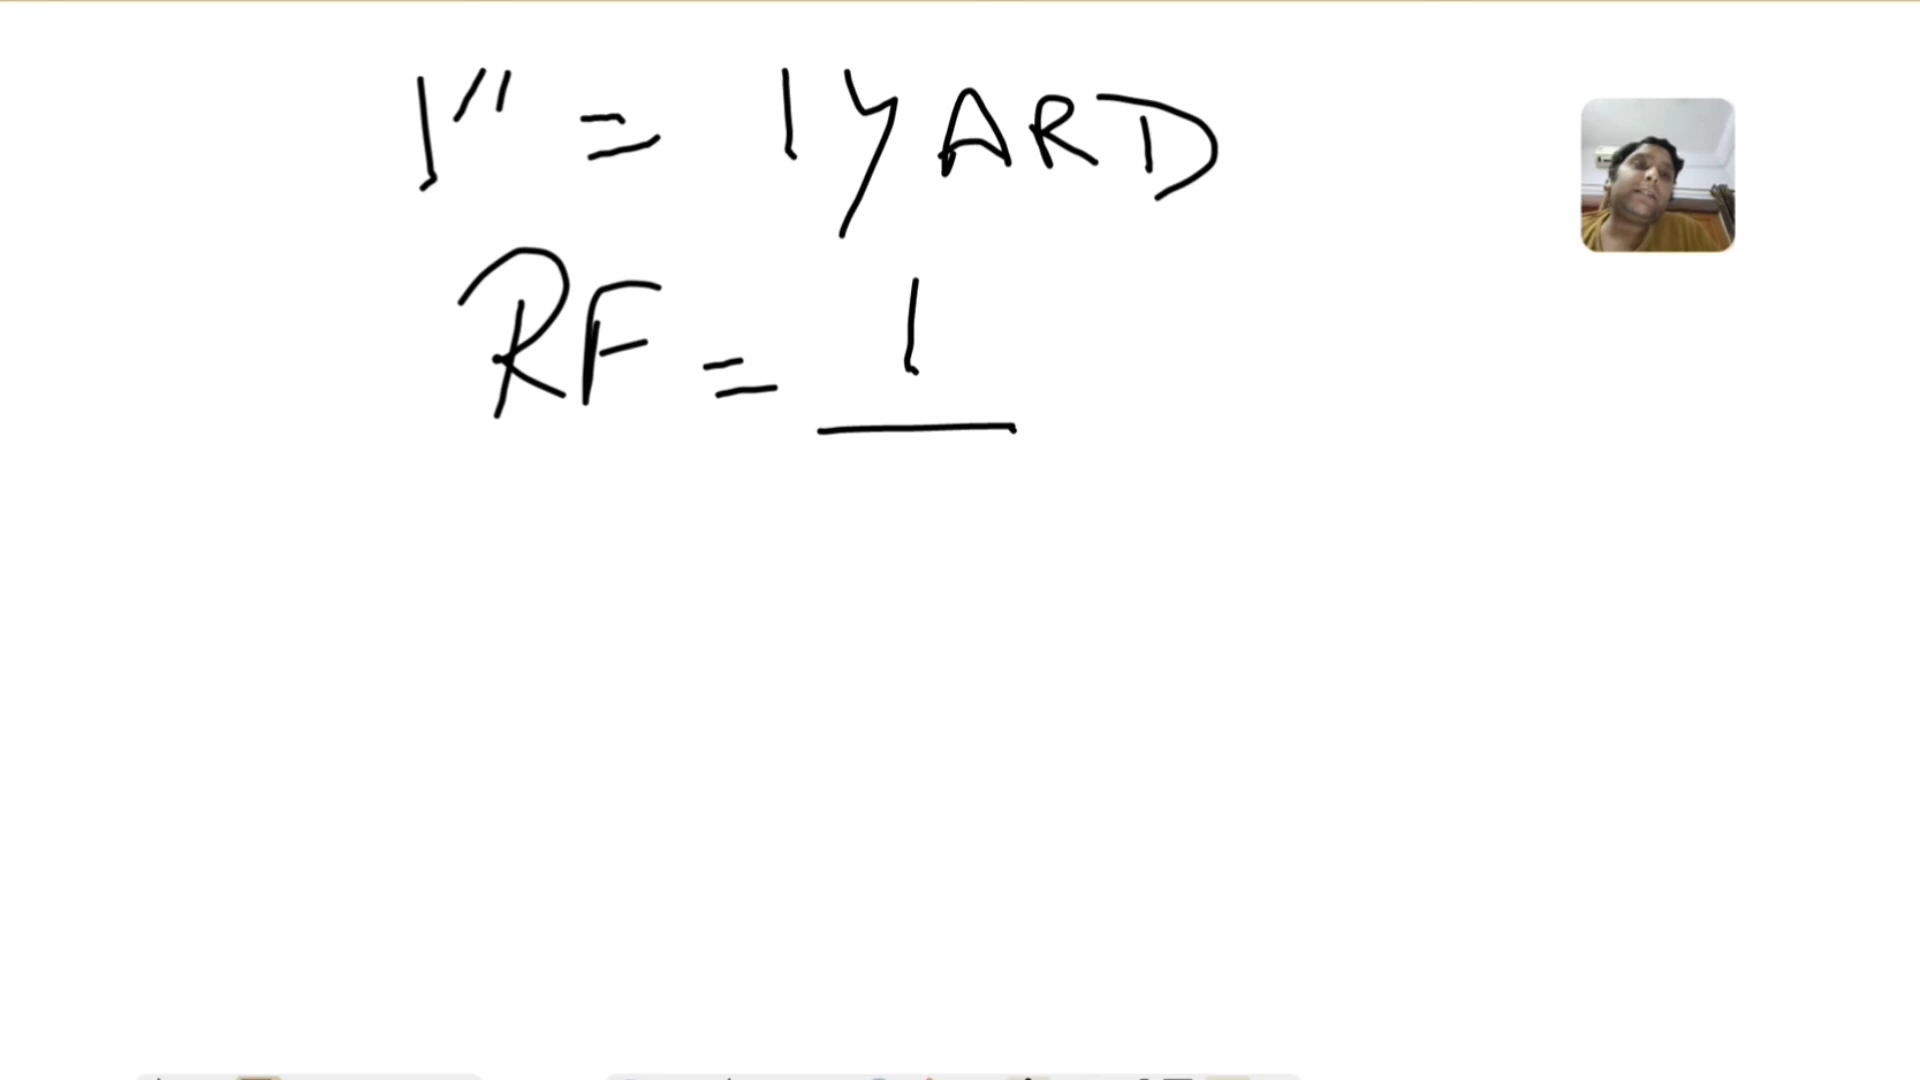 1" = 1 YARD
RF = 1